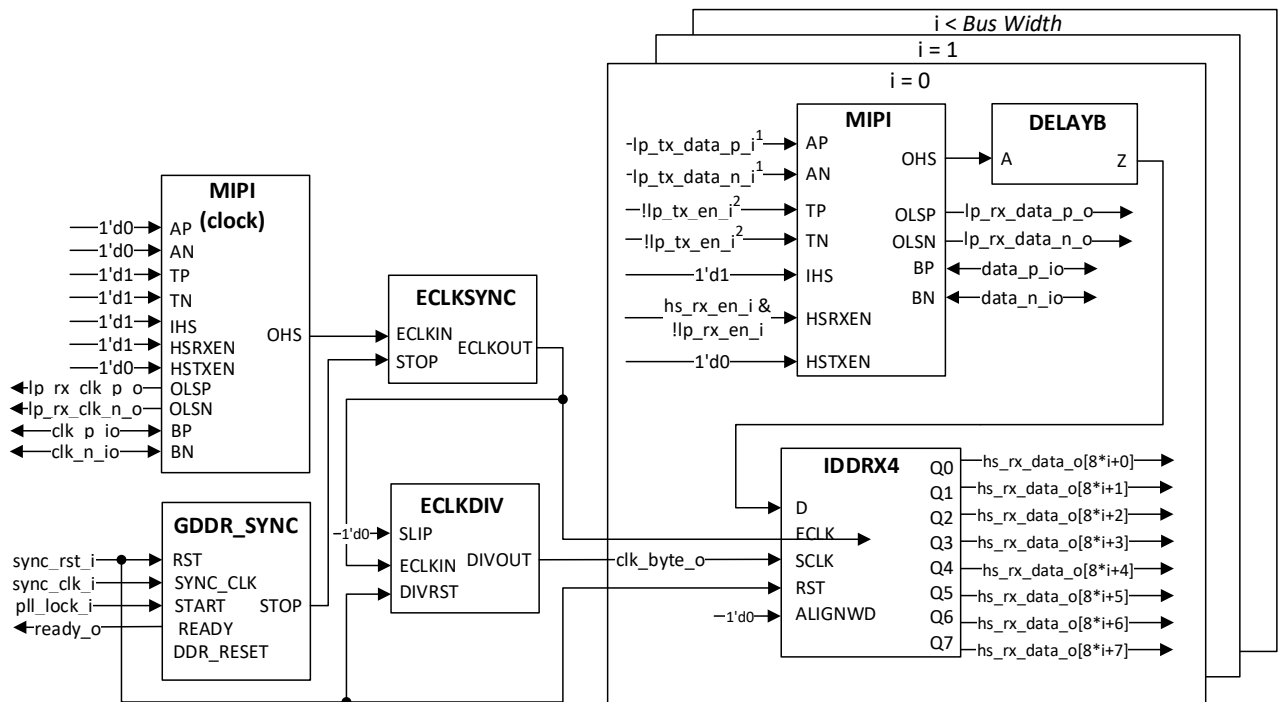 i < Bus Width
i = 1
i = 0
MIPI
lp_tx_data_p_i1
AP
lp_tx_data_n_i1
AN
!lp_tx_en_i2
TP
!lp_tx_en_i2
TN
1'd1
IHS
hs_rx_en_i &
!lp_rx_en_i
HSRXEN
1'd0
HSTXEN
OHS
OLSP
lp_rx_data_p_o
OLSN
lp_rx_data_n_o
BP
data_p_io
BN
data_n_io
DELAYB
A
Z
MIPI
(clock)
1'd0
AP
1'd0
AN
1'd1
TP
1'd1
TN
1'd1
IHS
1'd1
HSRXEN
1'd0
HSTXEN
lp_rx_clk_p_o
OLSP
lp_rx_clk_n_o
OLSN
clk_p_io
BP
clk_n_io
BN
OHS
ECLKSYNC
ECLKIN
ECLKOUT
STOP
GDDR_SYNC
sync_rst_i
RST
sync_clk_i
SYNC_CLK
pll_lock_i
START
STOP
ready_o
READY
DDR_RESET
ECLKDIV
1'd0
SLIP
ECLKIN
DIVOUT
DIVRST
clk_byte_o
IDDRX4
D
ECLK
SCLK
RST
1'd0
ALIGNWD
Q0
hs_rx_data_o[8*i+0]
Q1
hs_rx_data_o[8*i+1]
Q2
hs_rx_data_o[8*i+2]
Q3
hs_rx_data_o[8*i+3]
Q4
hs_rx_data_o[8*i+4]
Q5
hs_rx_data_o[8*i+5]
Q6
hs_rx_data_o[8*i+6]
Q7
hs_rx_data_o[8*i+7]